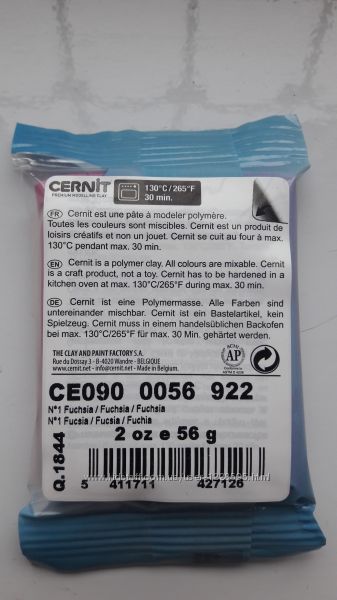 CERNIT
PREMIUM MODELLING CLAY
130°C / 265°F
30 min.
FR Cernit est une pâte à modeler polymère.
Toutes les couleurs sont miscibles. Cernit est un produit de
loisirs créatifs et non un jouet. Cernit se cuit au four à max.
130°C pendant max. 30 min.
EN Cernit is a polymer clay. All colours are mixable. Cernit
is a craft product, not a toy. Cernit has to be hardened in a
kitchen oven at max. 130°C/265°F during max. 30 min.
DE Cernit ist eine Polymermasse. Alle Farben sind
untereinander mischbar. Cernit ist ein Bastelartikel, kein
Spielzeug. Cernit muss in einem handelsüblichen Backofen
bei max. 130°C/265°F für max. 30 Min. gehärtet werden.
THE CLAY AND PAINT FACTORY S.A.
Rue du Dossay 3 - B-4020 Wandre - BELGIQUE
www.cernit.net - info@cernit.net Made in Belgium.
ACMI
AP
CE090 0056 922
N°1 Fuchsia / Fuchsia / Fuchsia
N°1 Fucsia / Fucsia / Fuchia
2 oz e 56 g
Q.1844
5 411711 427126